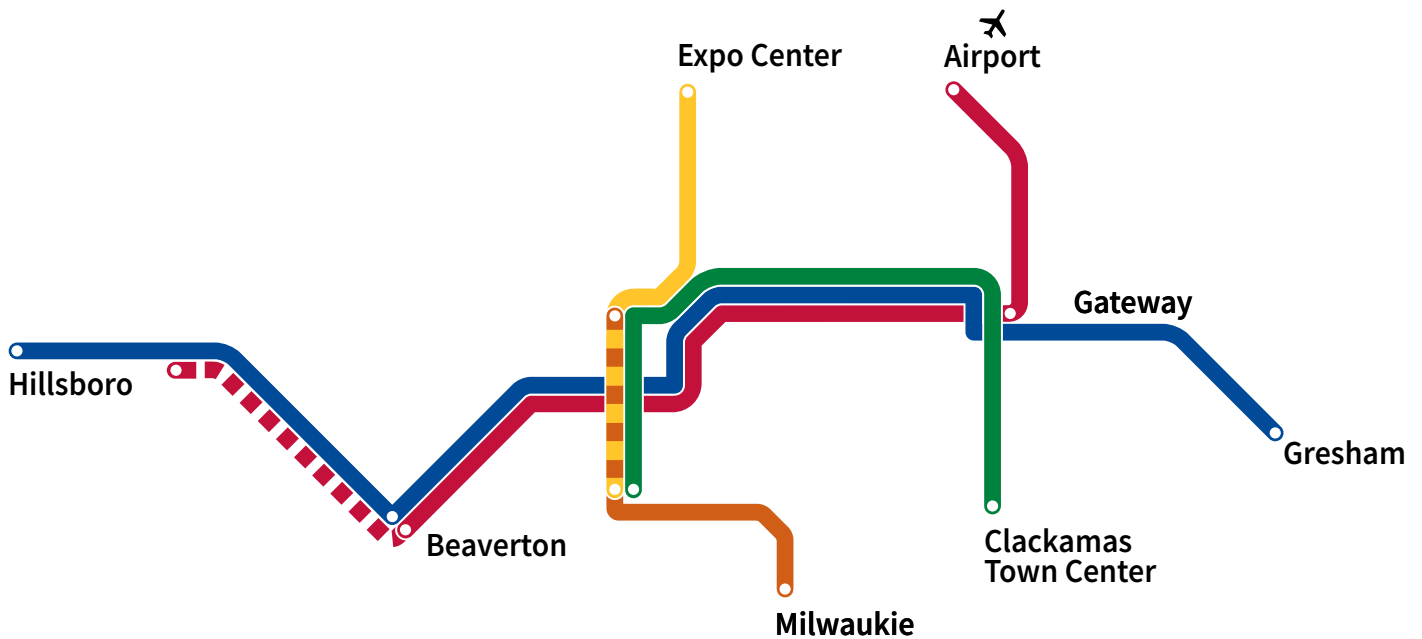 Expo Center
Airport
Gateway
Hillsboro
Gresham
Beaverton
Clackamas
Town Center
Milwaukie